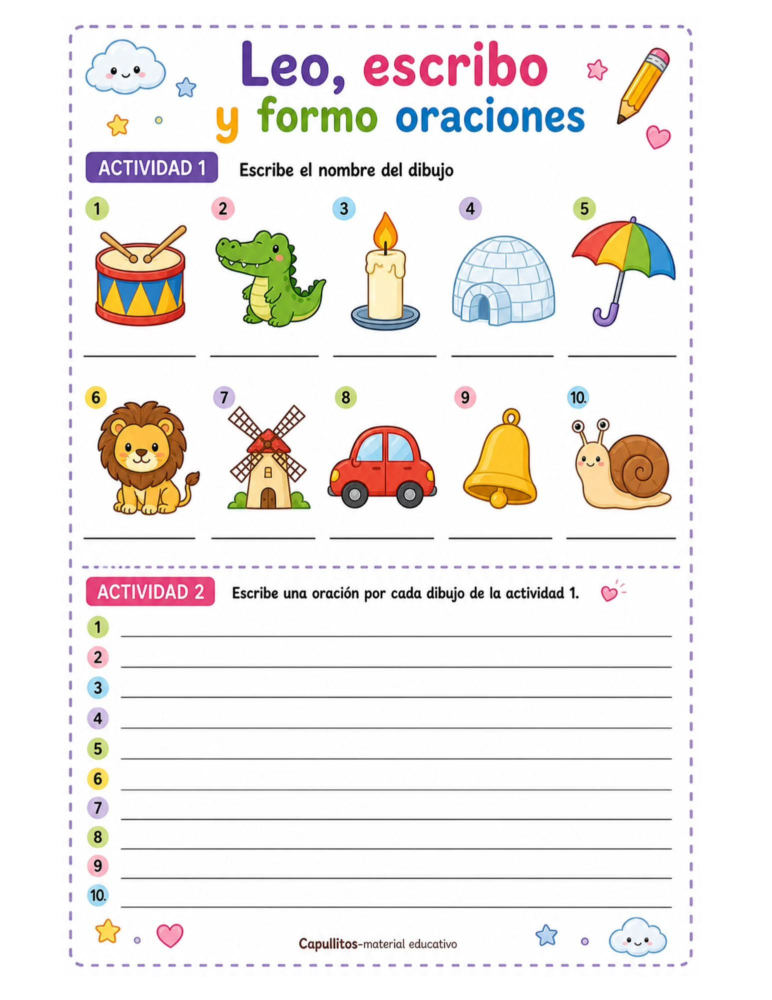 Leo, escribo
y formo oraciones
ACTIVIDAD 1 Escribe el nombre del dibujo
1 2 3 4 5
6 7 8 9 10.
ACTIVIDAD 2 Escribe una oración por cada dibujo de la actividad 1.
1
2
3
4
5
6
7
8
9
10.
Capullitos-material educativo